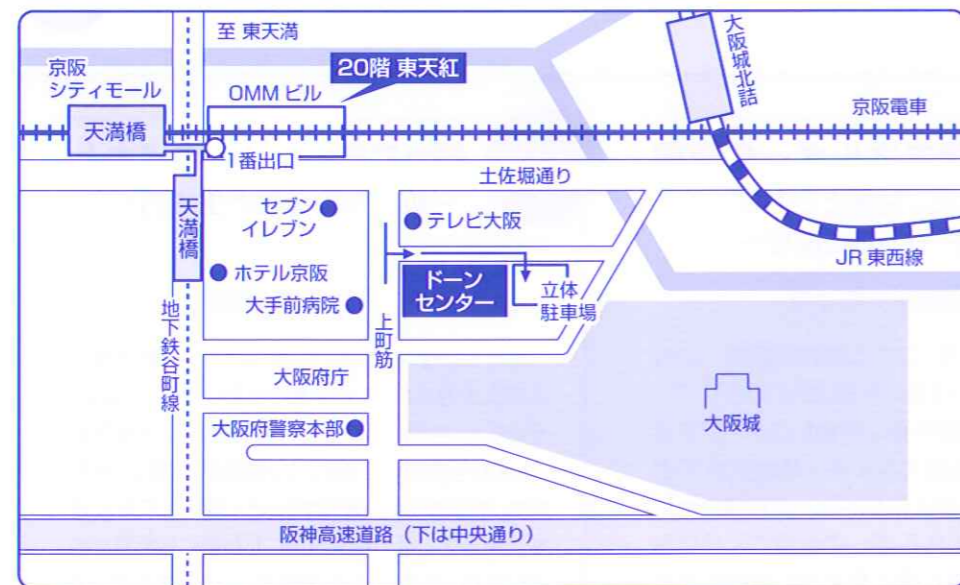 至 東天満
大阪城北詰
京阪
シティモール
20階 東天紅
OMMビル
京阪電車
天満橋
1番出口
土佐堀通り
天満橋
セブン
イレブン
テレビ大阪
JR東西線
ホテル京阪
ドーン
センター
立体
駐車場
大手前病院
上町筋
地下鉄谷町線
大阪府庁
大阪城
大阪府警察本部
阪神高速道路(下は中央通り)